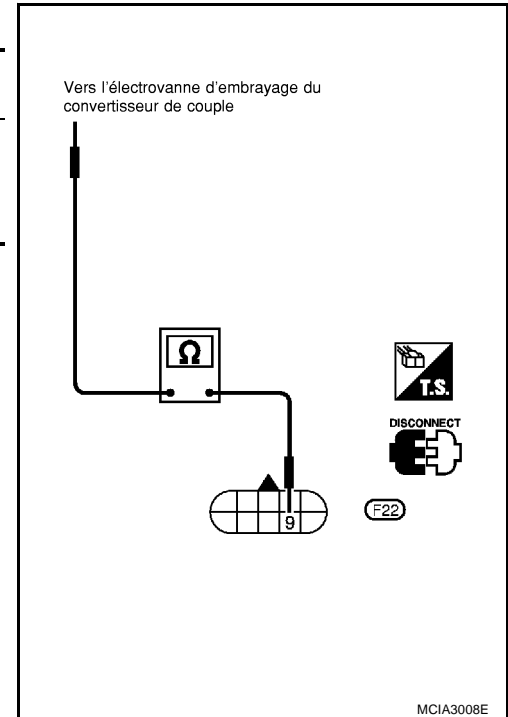 Vers l'électrovanne d'embrayage du
convertisseur de couple
Ω
T.S.
DISCONNECT
9
F22
MCIA3008E